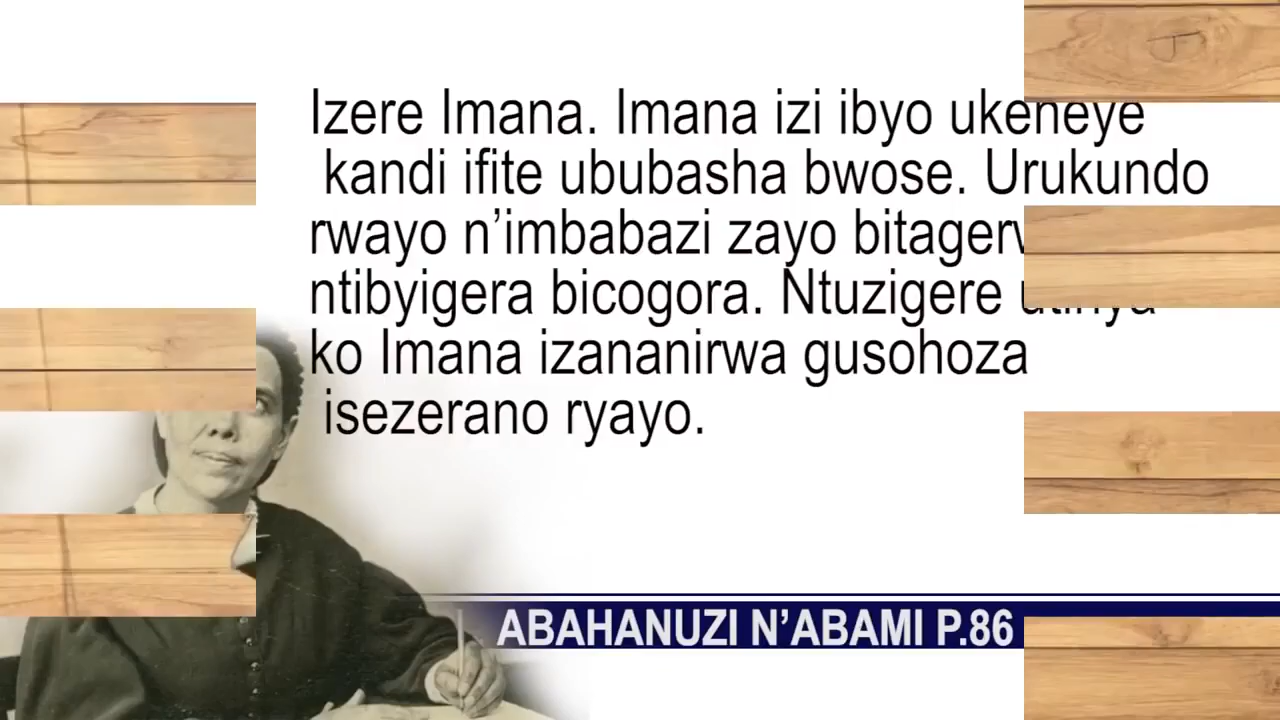 Izere Imana. Imana izi ibyo ukeneye
kandi ifite ububasha bwose. Urukundo
rwayo n’imbabazi zayo
ntibyigera bicogora. Ntuzigere utinya
ko Imana izananirwa gusohoza
isezerano ryayo.
ABAHANUZI N’ABAMI P.86